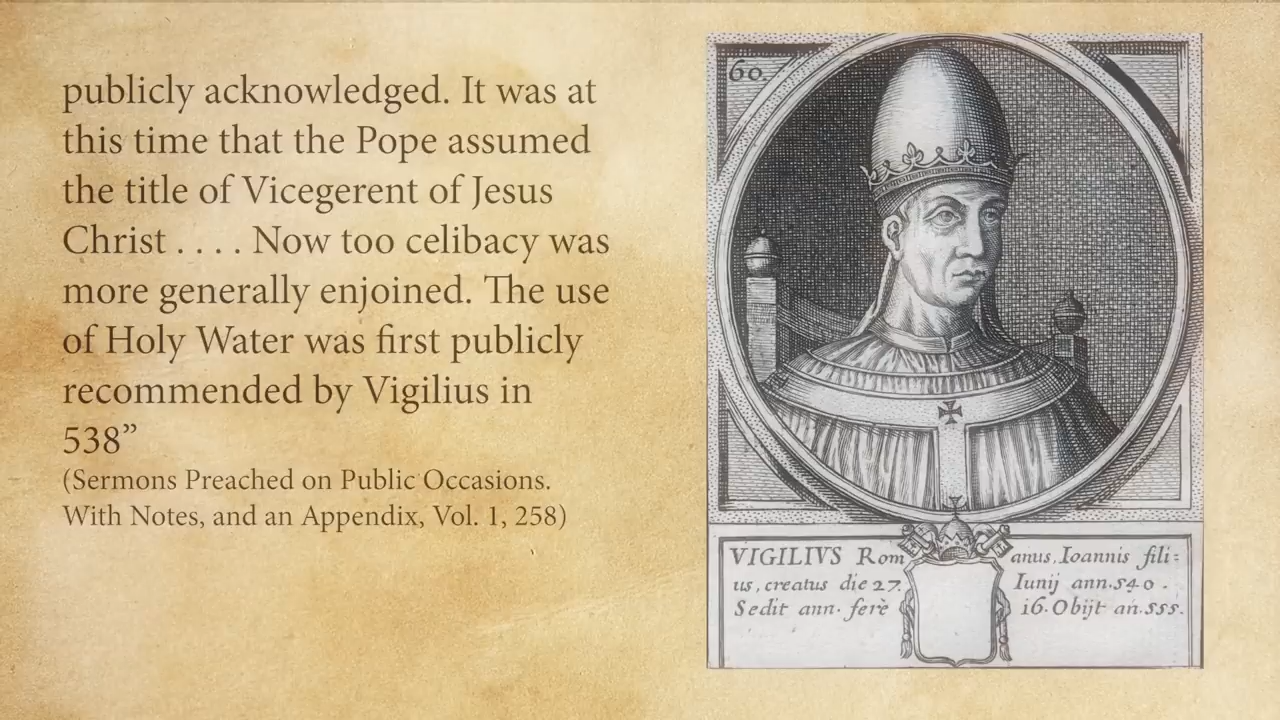 publicly acknowledged. It was at
this time that the Pope assumed
the title of Vicegerent of Jesus
Christ . . . . Now too celibacy was
more generally enjoined. The use
of Holy Water was first publicly
recommended by Vigilius in
538”
(Sermons Preached on Public Occasions.
With Notes, and an Appendix, Vol. 1, 258)
60.
VIGILIVS Rom anus, Ioannis fili=
us, creatus die 27. Iunij ann. 540.
Sedit ann. ferè 16. Obijt an. 555.